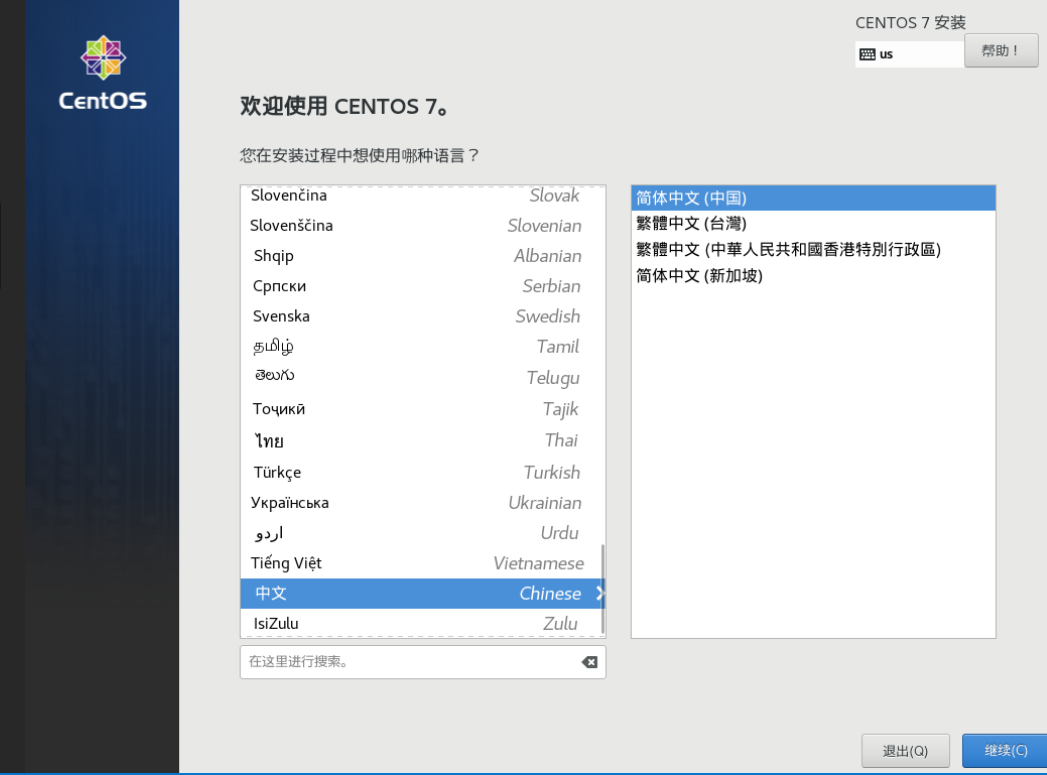 CentOS
CENTOS 7 安装
us
帮助！
欢迎使用 CENTOS 7。
您在安装过程中想使用哪种语言？
Slovenčina Slovak
Slovenščina Slovenian
Shqip Albanian
Српски Serbian
Svenska Swedish
தமிழ் Tamil
తెలుగు Telugu
Тоҷикӣ Tajik
ไทย Thai
Türkçe Turkish
Українська Ukrainian
اردو Urdu
Tiếng Việt Vietnamese
中文 Chinese
IsiZulu Zulu
简体中文 (中国)
繁體中文 (台灣)
繁體中文 (中華人民共和國香港特別行政區)
简体中文 (新加坡)
在这里进行搜索。
退出(Q)
继续(C)